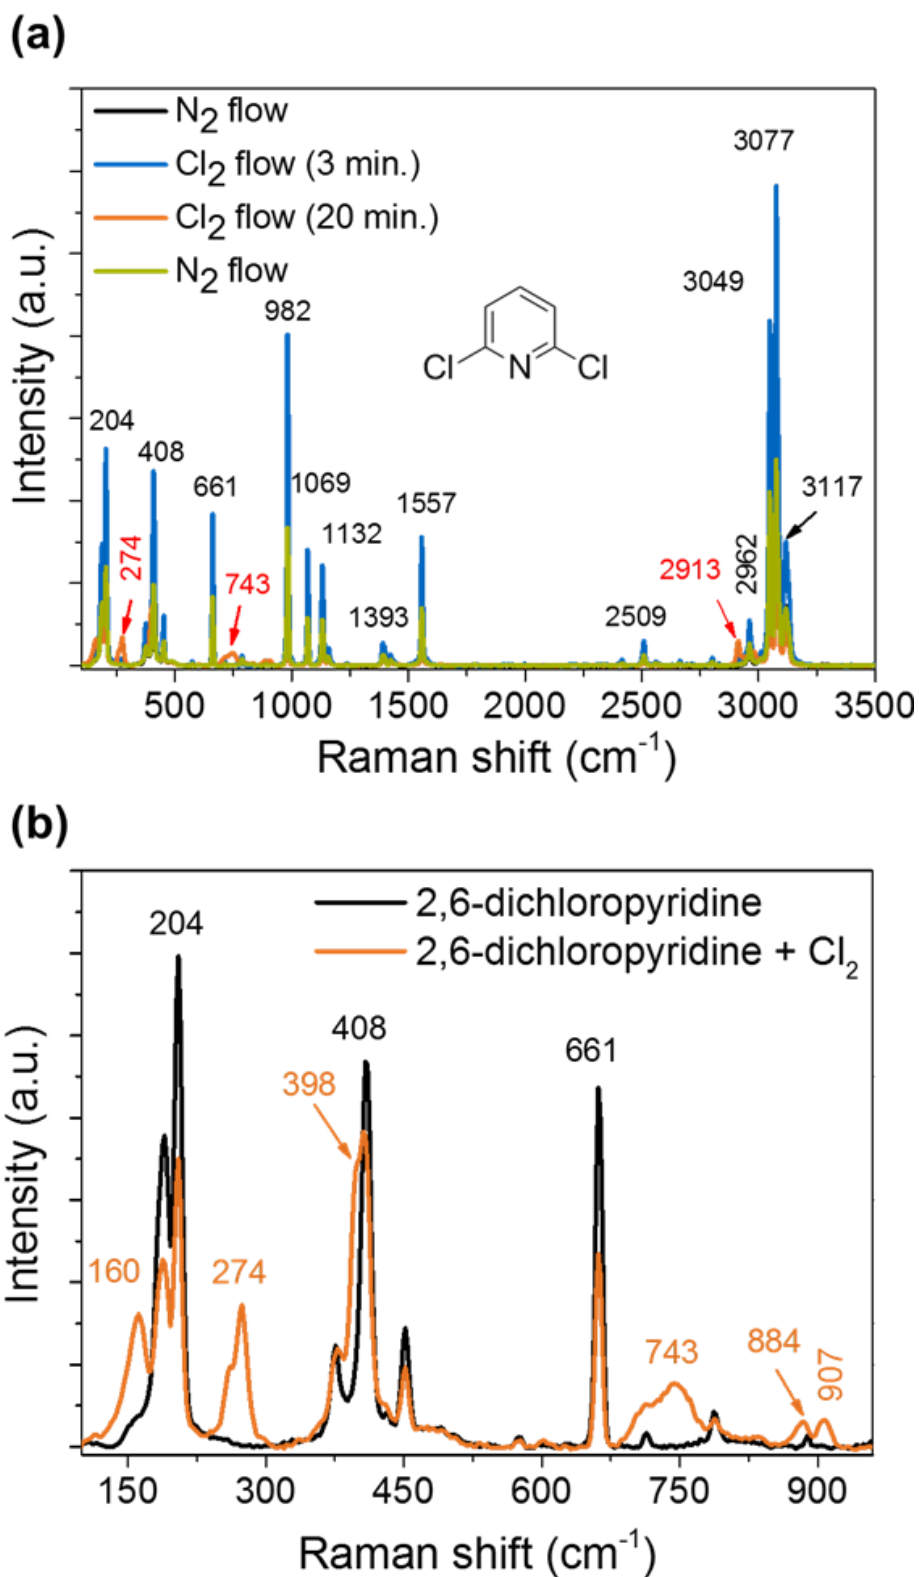 (a)
N₂ flow
Cl₂ flow (3 min.)
Cl₂ flow (20 min.)
N₂ flow
3077
3049
982
204
408
661
1069
1132
1557
3117
274
743
1393
2509
2913
2962
Cl
N
Cl
Intensity (a.u.)
500
1000
1500
2000
2500
3000
3500
Raman shift (cm⁻¹)
(b)
2,6-dichloropyridine
2,6-dichloropyridine + Cl₂
204
408
661
398
160
274
743
884
907
Intensity (a.u.)
150
300
450
600
750
900
Raman shift (cm⁻¹)